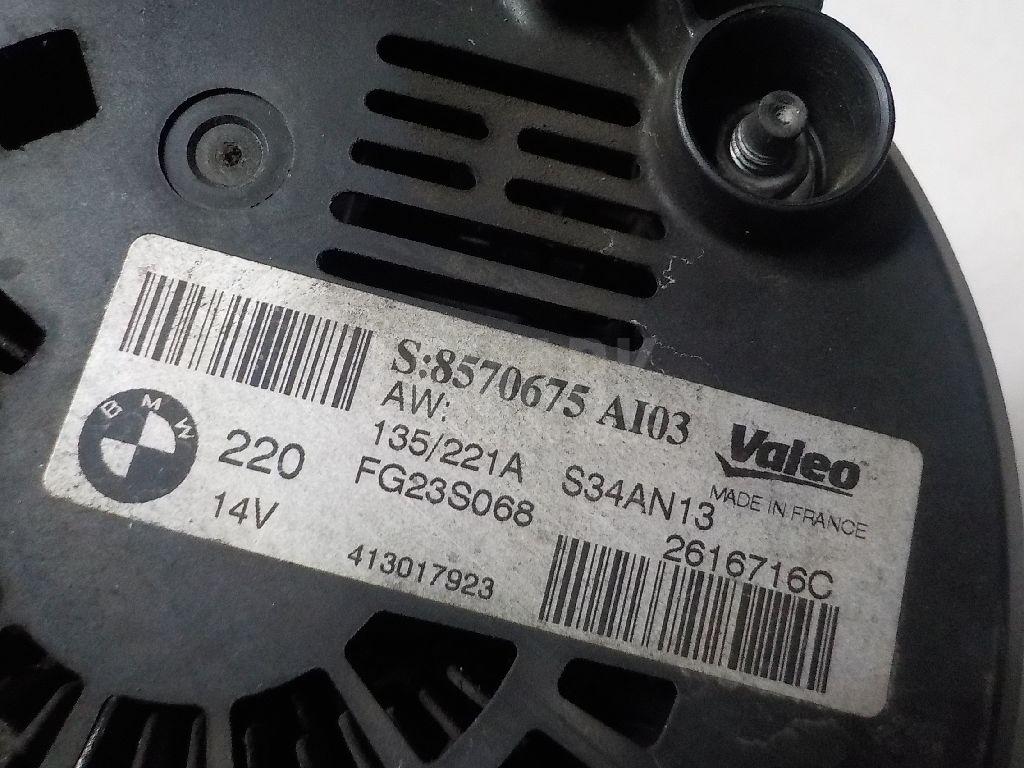 S:8570675 AI03
AW:
BMW
220
135/221A
Valeo
14V
FG23S068
S34AN13
MADE IN FRANCE
413017923
2616716C